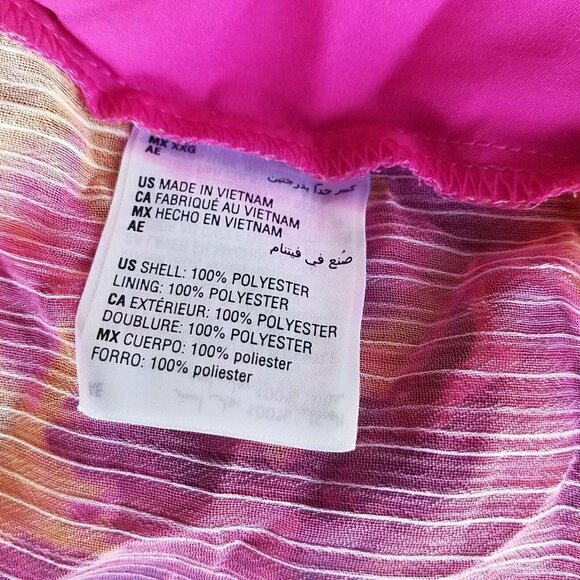 MX XXG
AE كبير جدًا بدرجتين
US MADE IN VIETNAM
CA FABRIQUÉ AU VIETNAM
MX HECHO EN VIETNAM
AE
صُنع في فيتنام
US SHELL: 100% POLYESTER
LINING: 100% POLYESTER
CA EXTÉRIEUR: 100% POLYESTER
DOUBLURE: 100% POLYESTER
MX CUERPO: 100% poliester
FORRO: 100% poliester